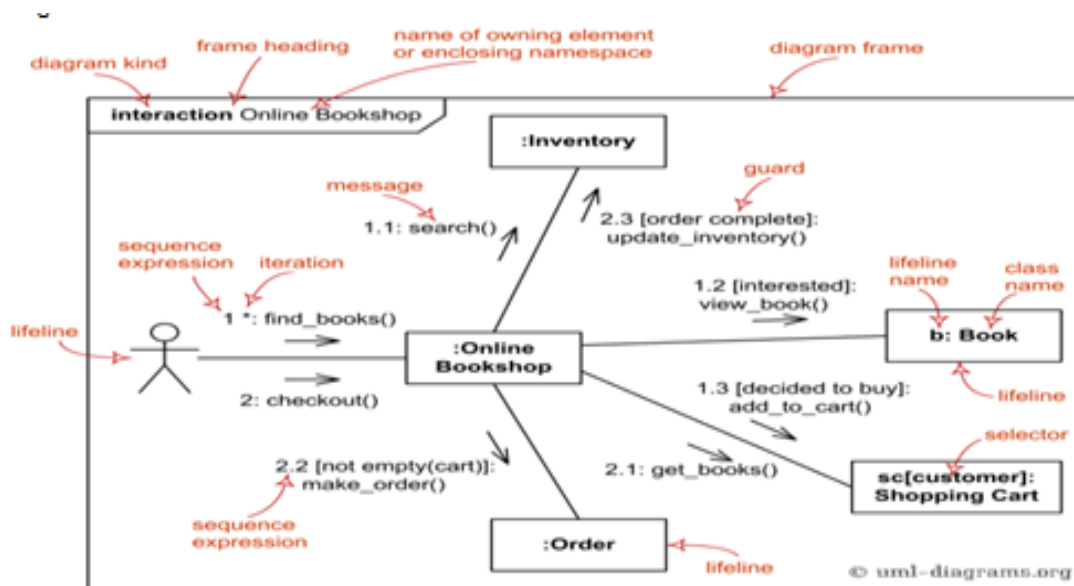 frame heading
name of owning element
or enclosing namespace
diagram kind
diagram frame
interaction Online Bookshop
:Inventory
message
guard
1.1: search()
2.3 [order complete]:
update_inventory()
sequence
expression
iteration
1 *: find_books()
1.2 [interested]:
view_book()
lifeline
name
class
name
lifeline
:Online
Bookshop
b: Book
2: checkout()
1.3 [decided to buy]:
add_to_cart()
lifeline
selector
2.2 [not empty(cart)]:
make_order()
2.1: get_books()
sc[customer]:
Shopping Cart
sequence
expression
:Order
lifeline
© uml-diagrams.org